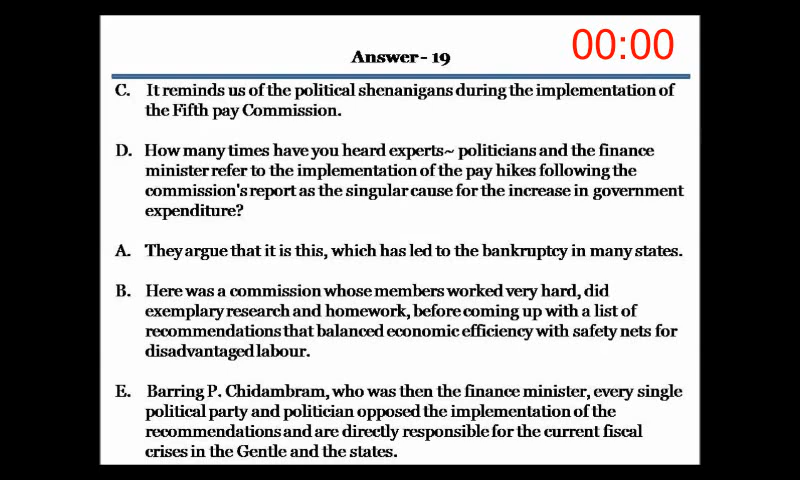 00:00
Answer- 19
C. It reminds us of the political shenanigans during the implementation of
the Fifth pay Commission.
D. How many times have you heard experts~ politicians and the finance
minister refer to the implementation of the pay hikes following the
commission's report as the singular cause for the increase in government
expenditure?
A. They argue that it is this, which has led to the bankruptcy in many states.
B. Here was a commission whose members worked very hard, did
exemplary research and homework, before coming up with a list of
recommendations that balanced economic efficiency with safety nets for
disadvantaged labour.
E. Barring P. Chidambram, who was then the finance minister, every single
political party and politician opposed the implementation of the
recommendations and are directly responsible for the current fiscal
crises in the Gentle and the states.